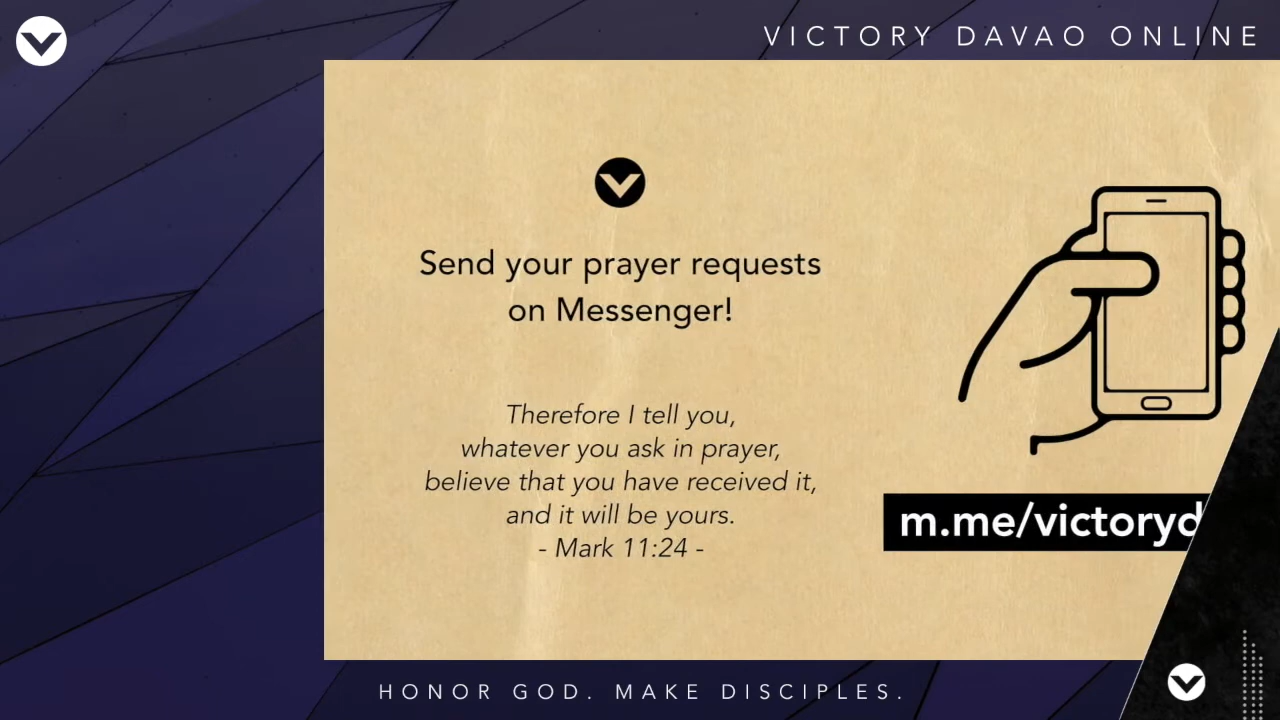 VICTORY DAVAO ONLINE
Send your prayer requests
on Messenger!
Therefore I tell you,
whatever you ask in prayer,
believe that you have received it,
and it will be yours.
- Mark 11:24 -
m.me/victoryd
HONOR GOD. MAKE DISCIPLES.